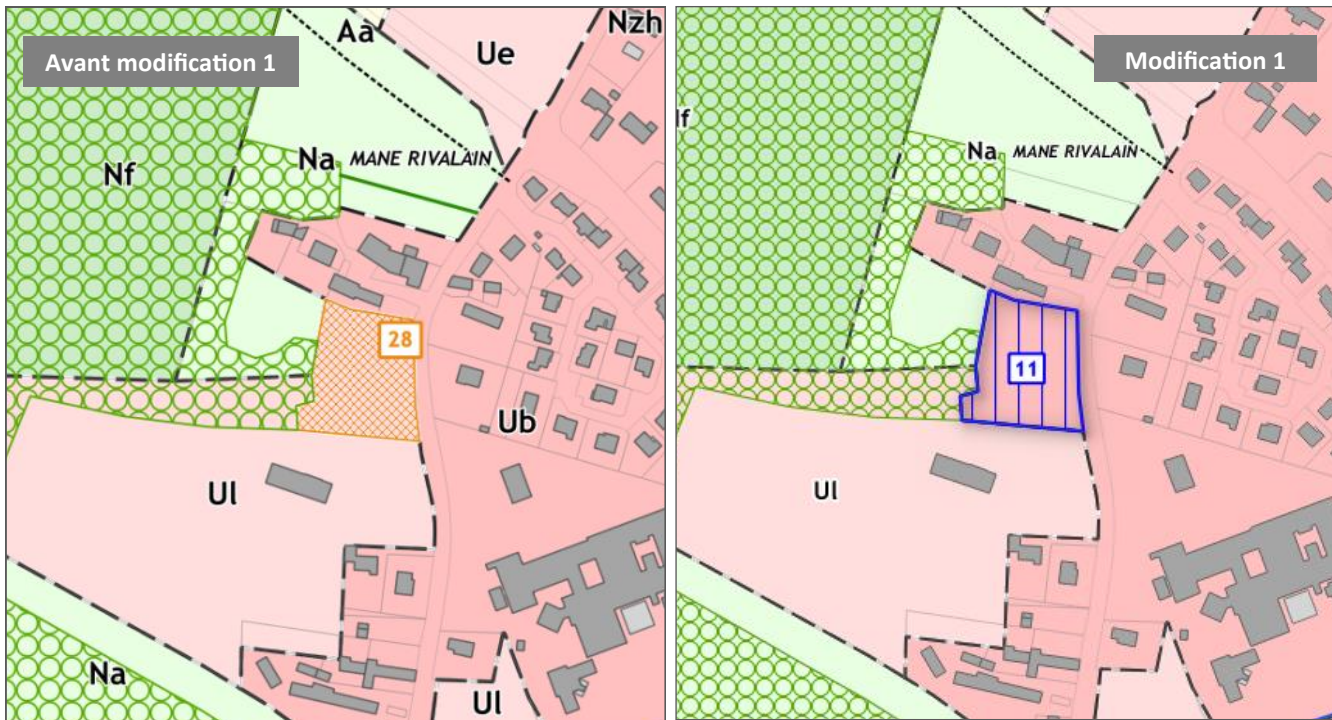 Avant modification 1
Aa
Ue
Nzh
Nf
Na
MANE RIVALAIN
28
Ub
Ul
Na
Ul
Modification 1
Nf
Na
MANE RIVALAIN
11
Ul